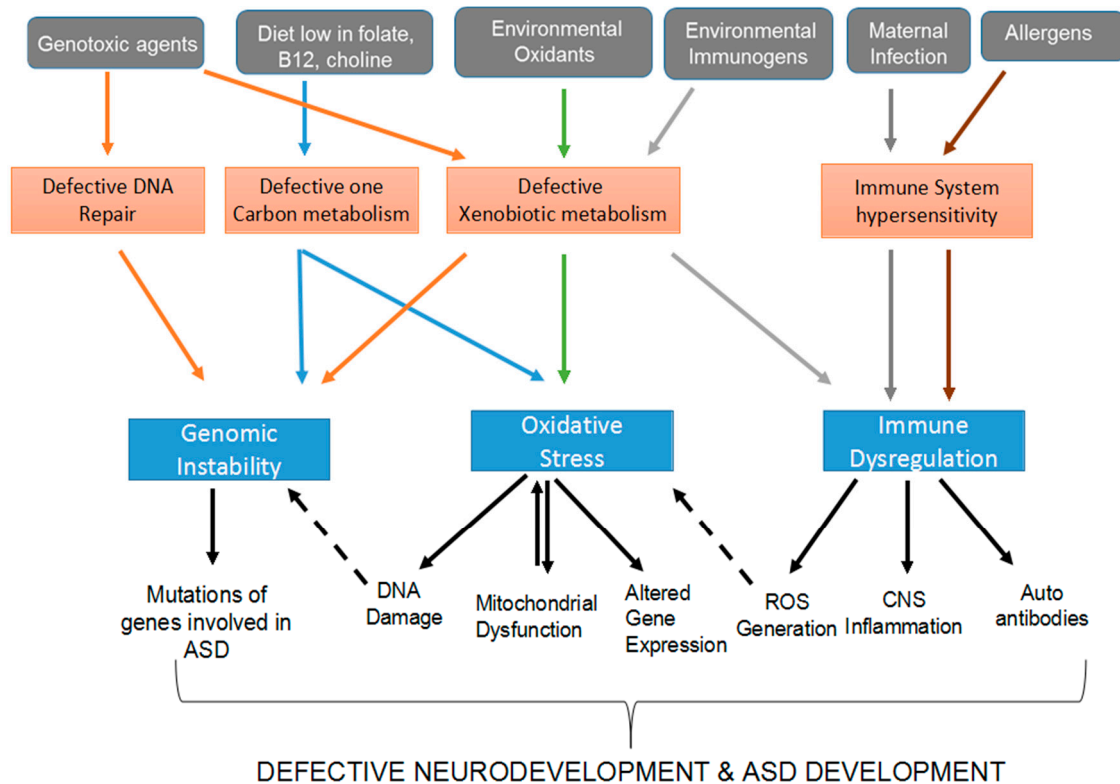 Genotoxic agents
Diet low in folate,
B12, choline
Environmental
Oxidants
Environmental
Immunogens
Maternal
Infection
Allergens
Defective DNA
Repair
Defective one
Carbon metabolism
Defective
Xenobiotic metabolism
Immune System
hypersensitivity
Genomic
Instability
Oxidative
Stress
Immune
Dysregulation
Mutations of
genes involved in
ASD
DNA
Damage
Mitochondrial
Dysfunction
Altered
Gene
Expression
ROS
Generation
CNS
Inflammation
Auto
antibodies
DEFECTIVE NEURODEVELOPMENT & ASD DEVELOPMENT